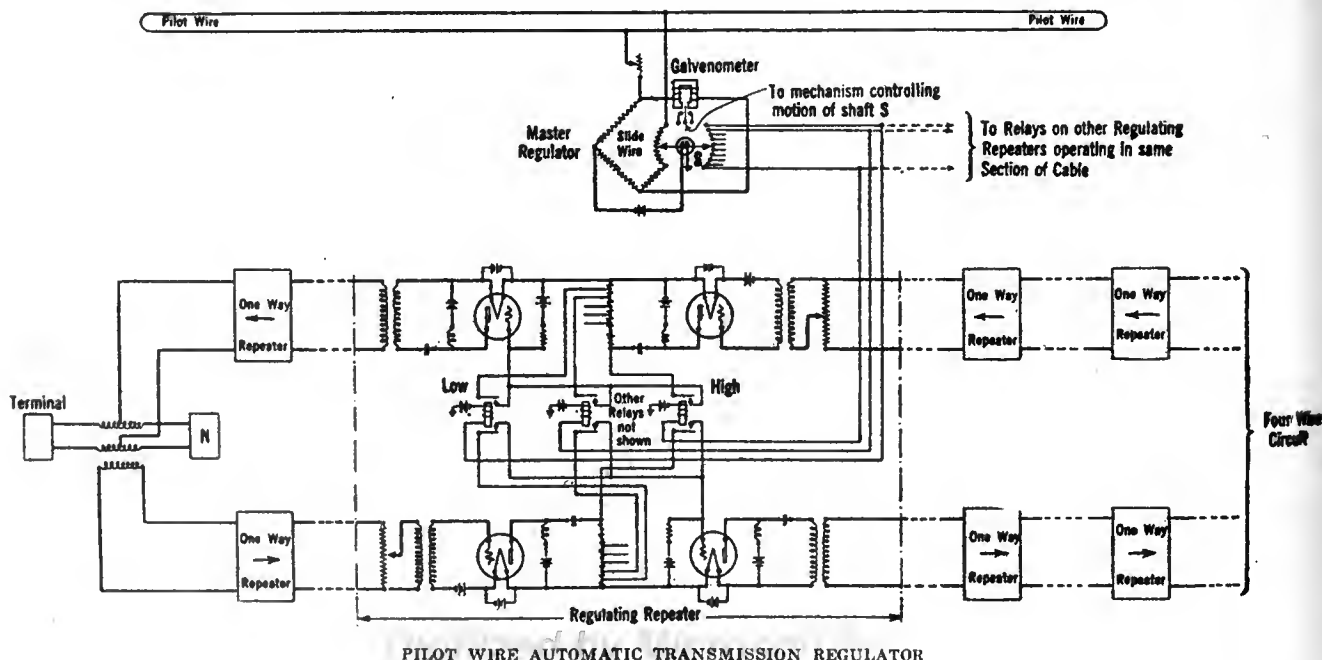 Pilot Wire
Pilot Wire
Galvenometer
To mechanism controlling
motion of shaft S
Master
Regulator
Slide
Wire
S
To Relays on other Regulating
Repeaters operating in same
Section of Cable
One Way
Repeater
One Way
Repeater
One Way
Repeater
Low
High
Other
Relays
not
shown
Terminal
N
Four Wire
Circuit
One Way
Repeater
One Way
Repeater
One Way
Repeater
Regulating Repeater
PILOT WIRE AUTOMATIC TRANSMISSION REGULATOR